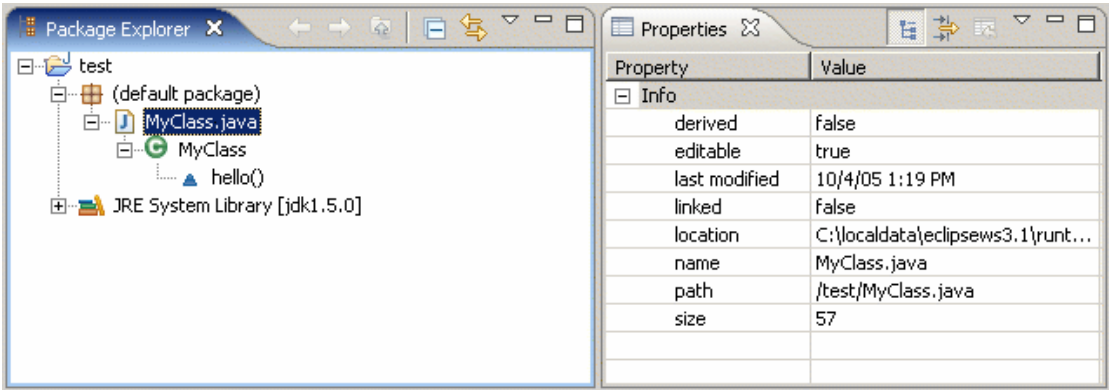 Package Explorer
test
(default package)
MyClass.java
MyClass
hello()
JRE System Library [jdk1.5.0]
Properties
Property Value
Info
derived false
editable true
last modified 10/4/05 1:19 PM
linked false
location C:\localdata\eclipsews3.1\runt...
name MyClass.java
path /test/MyClass.java
size 57